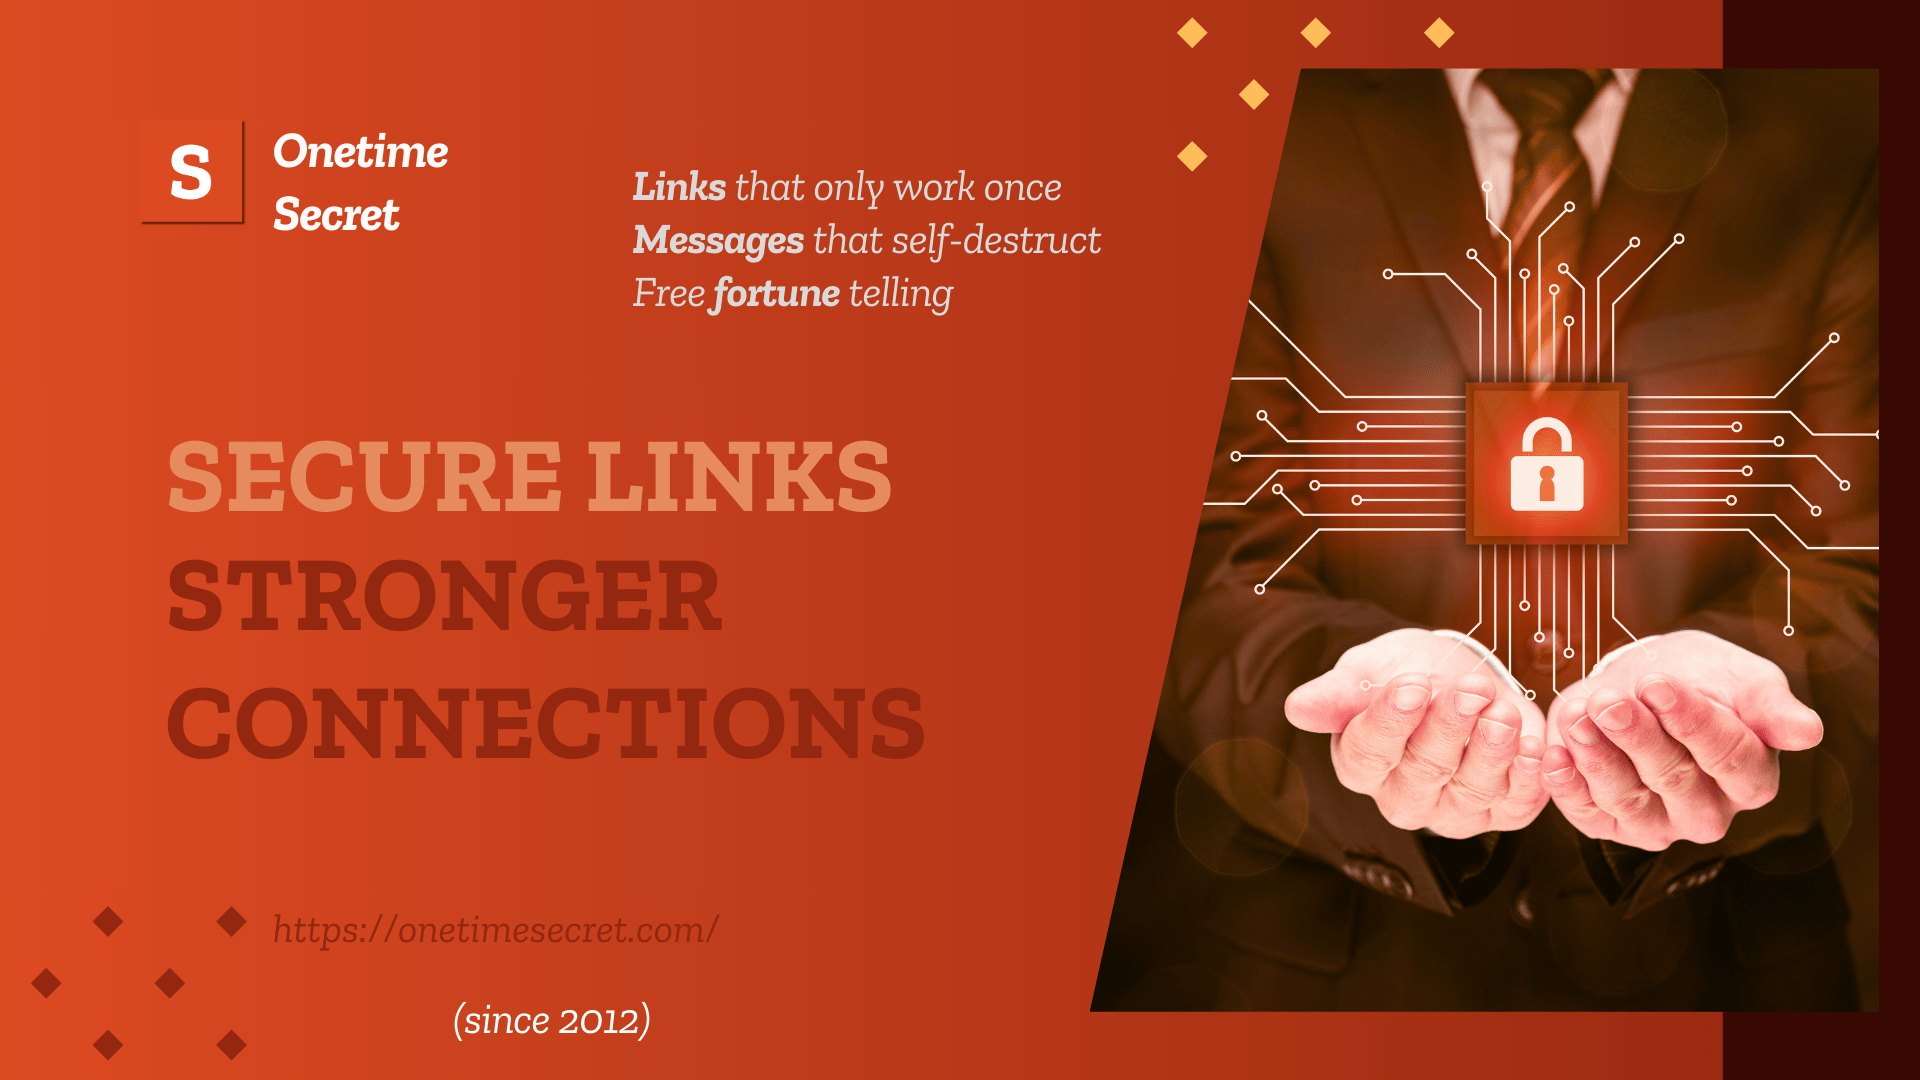 S
Onetime
Secret
Links that only work once
Messages that self-destruct
Free fortune telling
SECURE LINKS
STRONGER
CONNECTIONS
https://onetimesecret.com/
(since 2012)